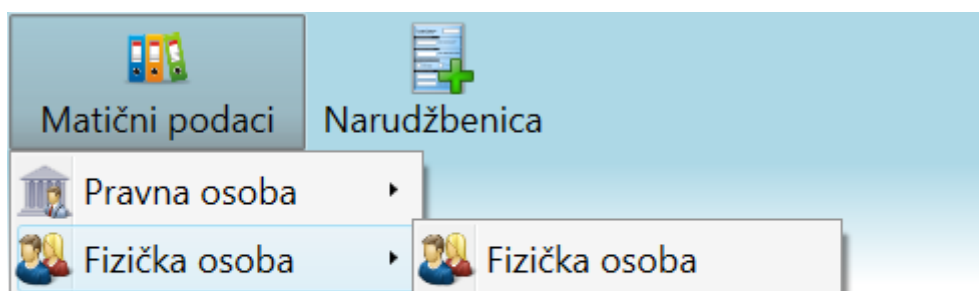 Matični podaci
Narudžbenica
Pravna osoba
Fizička osoba
Fizička osoba